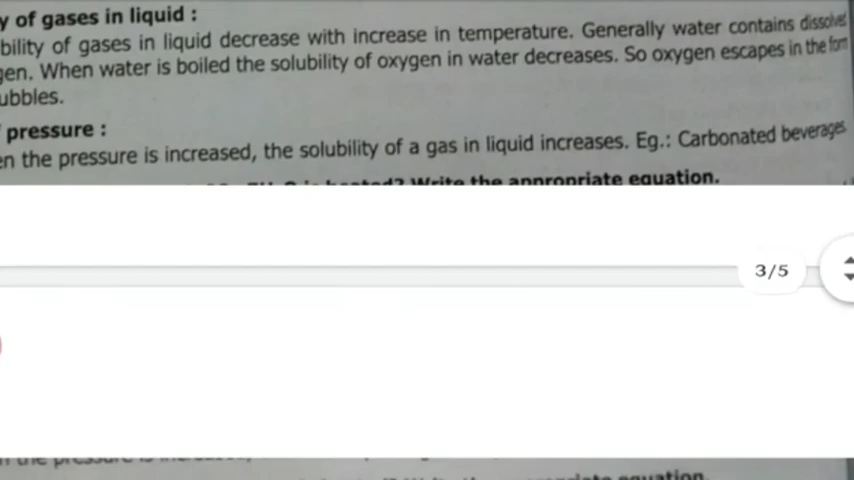 y of gases in liquid :
bility of gases in liquid decrease with increase in temperature. Generally water contains
gen. When water is boiled the solubility of oxygen in water decreases. So oxygen escapes in the
ubbles.
pressure :
en the pressure is increased, the solubility of a gas in liquid increases. Eg.: Carbonated beverages
Write the appropriate equation.
3/5
equation.